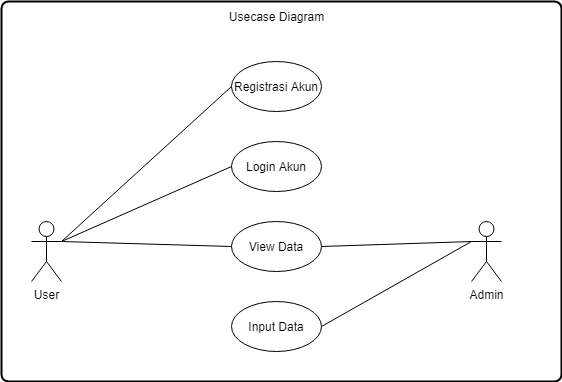 Usecase Diagram
Registrasi Akun
Login Akun
View Data
User
Admin
Input Data